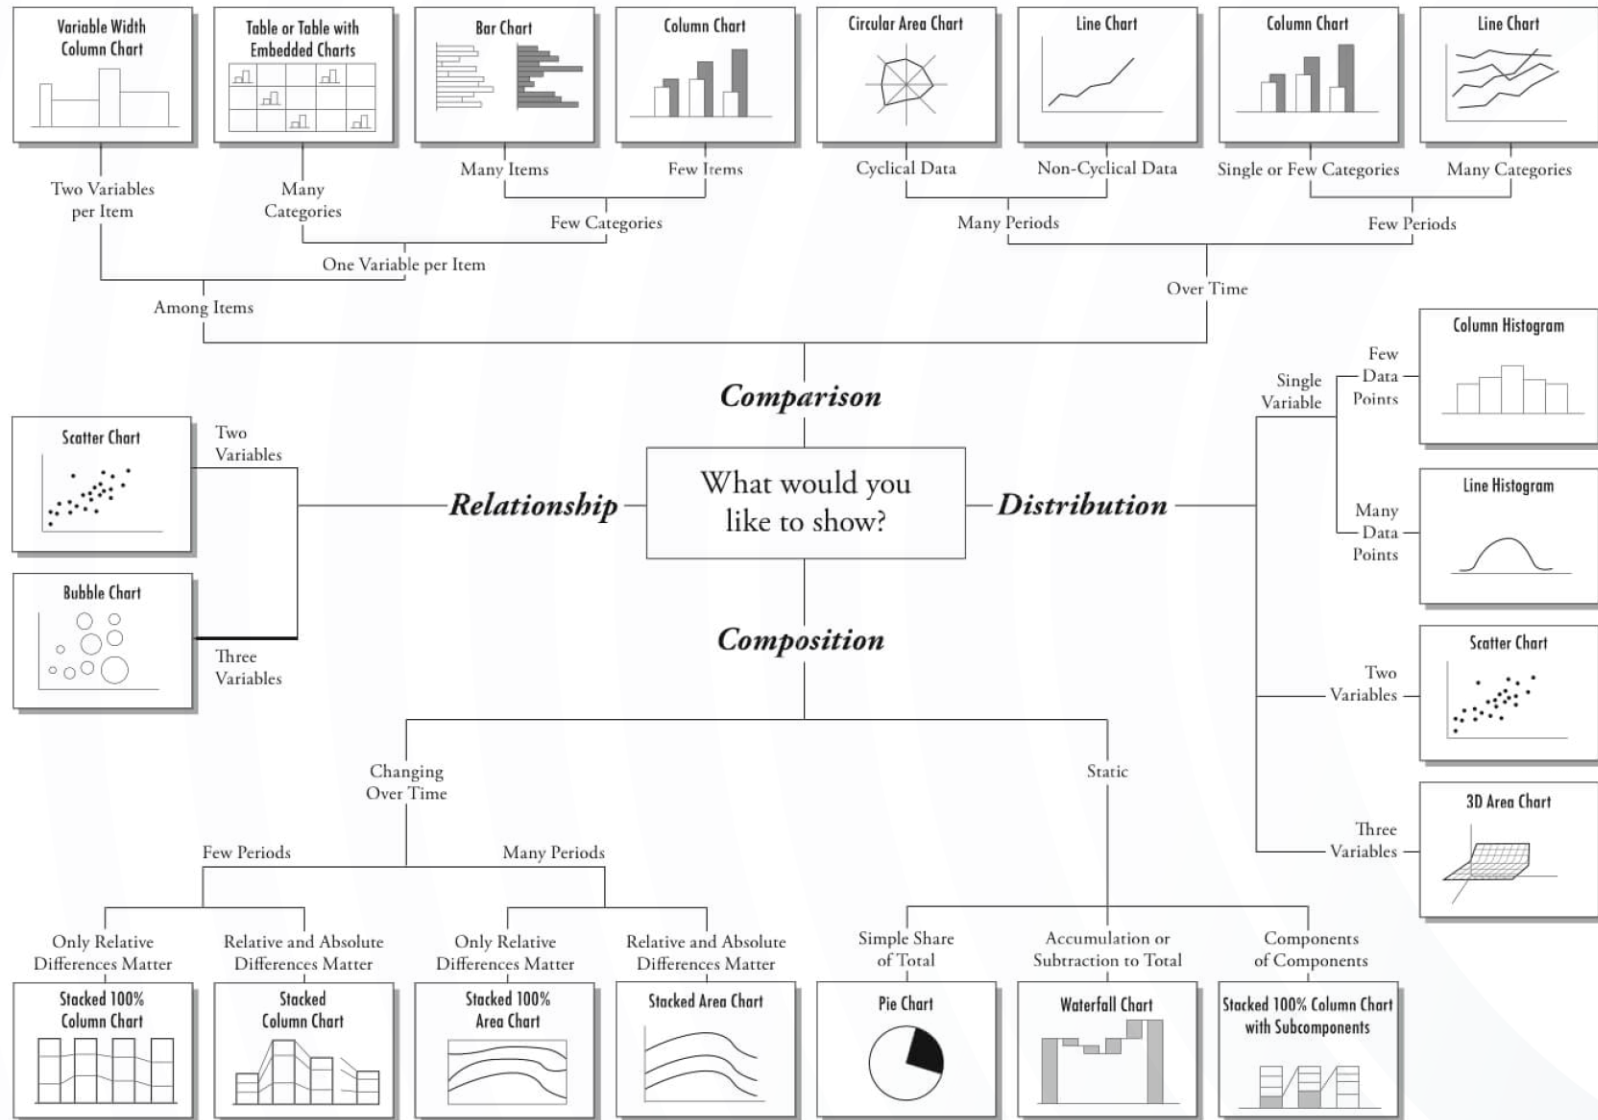 Variable Width
Column Chart
Table or Table with
Embedded Charts
Bar Chart
Column Chart
Circular Area Chart
Line Chart
Column Chart
Line Chart
Two Variables
per Item
Many
Categories
Many Items
Few Items
Cyclical Data
Non-Cyclical Data
Single or Few Categories
Many Categories
Few Categories
Many Periods
Few Periods
One Variable per Item
Among Items
Over Time
Comparison
What would you
like to show?
Relationship
Two
Variables
Scatter Chart
Three
Variables
Bubble Chart
Distribution
Single
Variable
Few
Data
Points
Column Histogram
Many
Data
Points
Line Histogram
Two
Variables
Scatter Chart
Three
Variables
3D Area Chart
Composition
Changing
Over Time
Static
Few Periods
Many Periods
Only Relative
Differences Matter
Relative and Absolute
Differences Matter
Only Relative
Differences Matter
Relative and Absolute
Differences Matter
Simple Share
of Total
Accumulation or
Subtraction to Total
Components
of Components
Stacked 100%
Column Chart
Stacked
Column Chart
Stacked 100%
Area Chart
Stacked Area Chart
Pie Chart
Waterfall Chart
Stacked 100% Column Chart
with Subcomponents